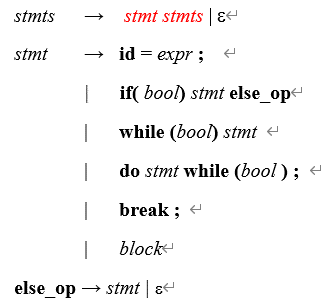 stmts → stmt stmts | ε↵
stmt → id = expr ; ↵
| if( bool) stmt else_op↵
| while (bool) stmt ↵
| do stmt while (bool ) ; ↵
| break ; ↵
| block↵
else_op → stmt | ε↵